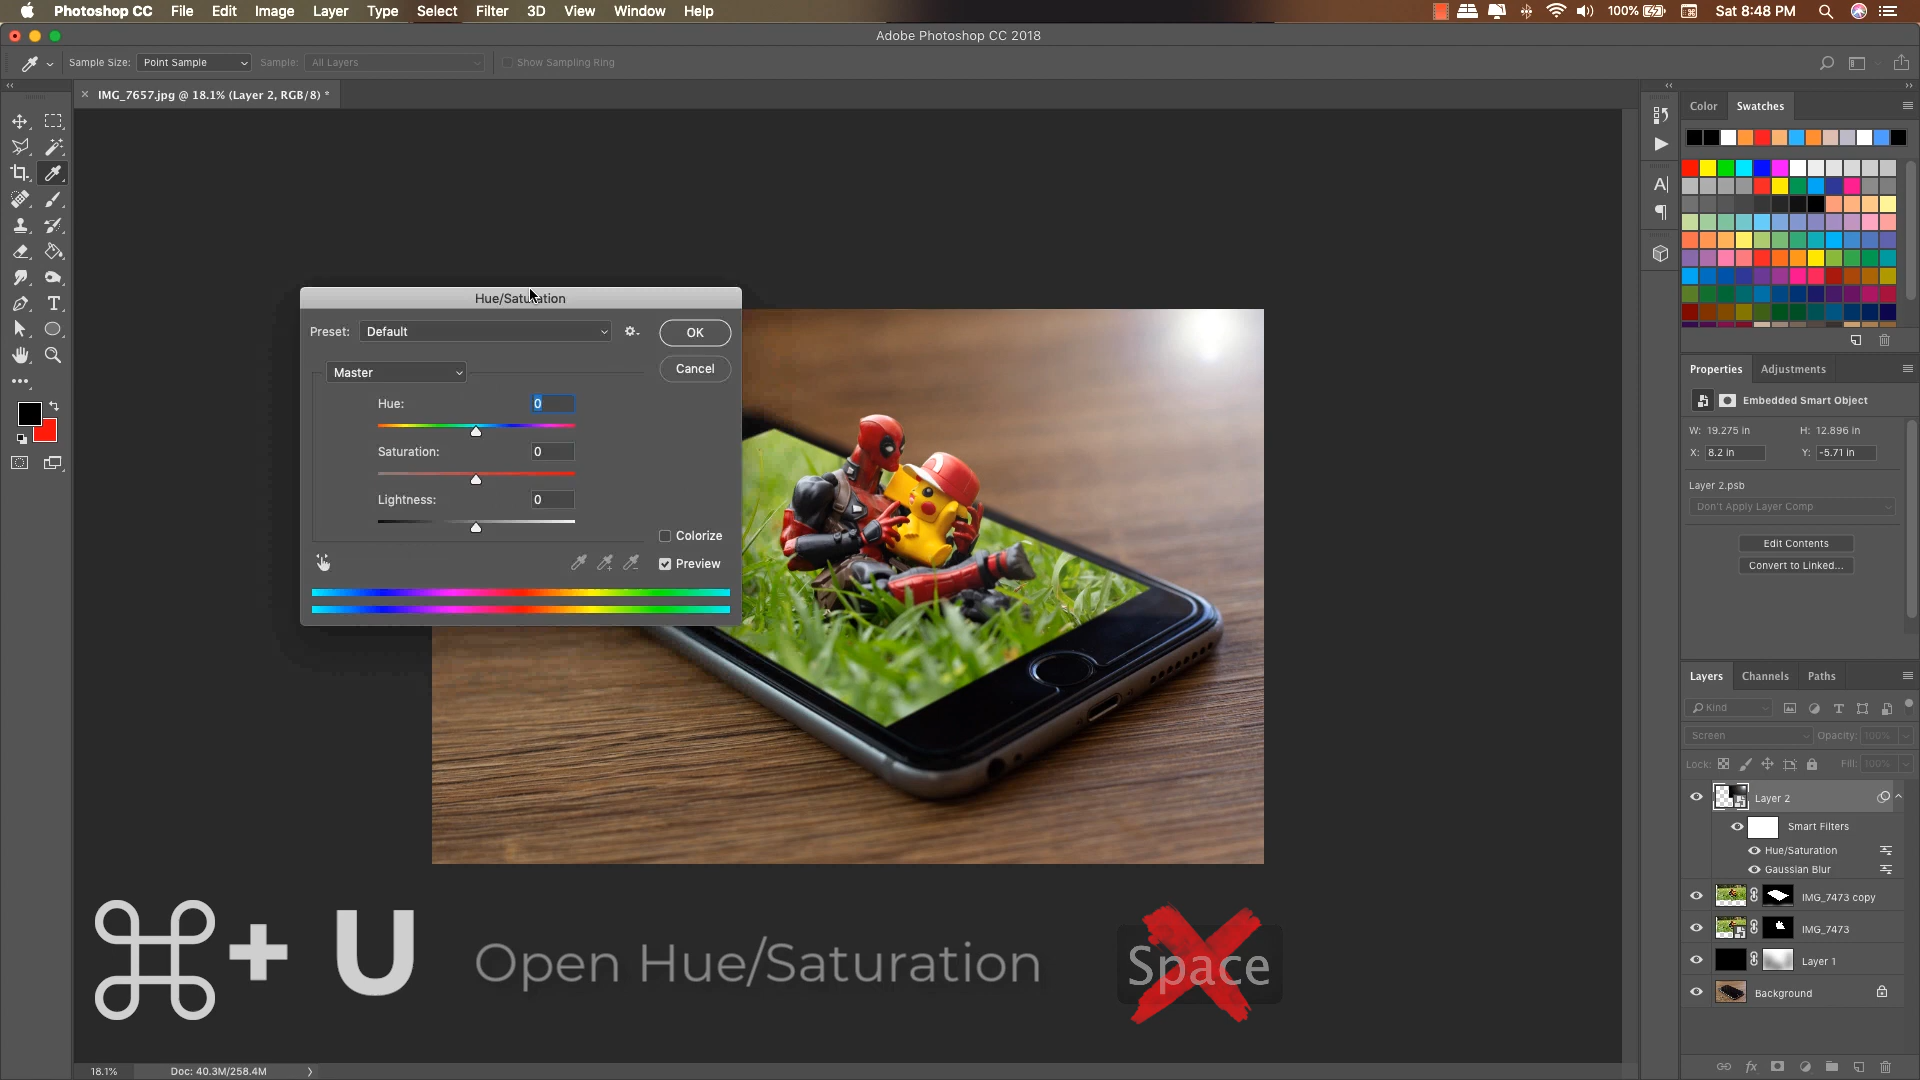 Photoshop CC File Edit Image Layer Type Select Filter 3D View Window Help 100% Sat 8:48 PM
Adobe Photoshop CC 2018
Sample Size: Point Sample Sample: All Layers Show Sampling Ring
IMG_7657.jpg @ 18.1% (Layer 2, RGB/8) *
Color Swatches
Hue/Saturation
Preset: Default OK
Cancel
Master
Hue: 0
Saturation: 0
Lightness: 0
Colorize
Preview
Properties Adjustments
Embedded Smart Object
W: 19.275 in H: 12.896 in
X: 8.2 in Y: -5.71 in
Layer 2.psb
Don't Apply Layer Comp
Edit Contents
Convert to Linked...
Layers Channels Paths
Kind
Screen Opacity: 100%
Lock: Fill: 100%
Layer 2
Smart Filters
Hue/Saturation
Gaussian Blur
IMG_7473 copy
IMG_7473
Layer 1
Background
⌘ + U Open Hue/Saturation Space
18.1% Doc: 40.3M/258.4M